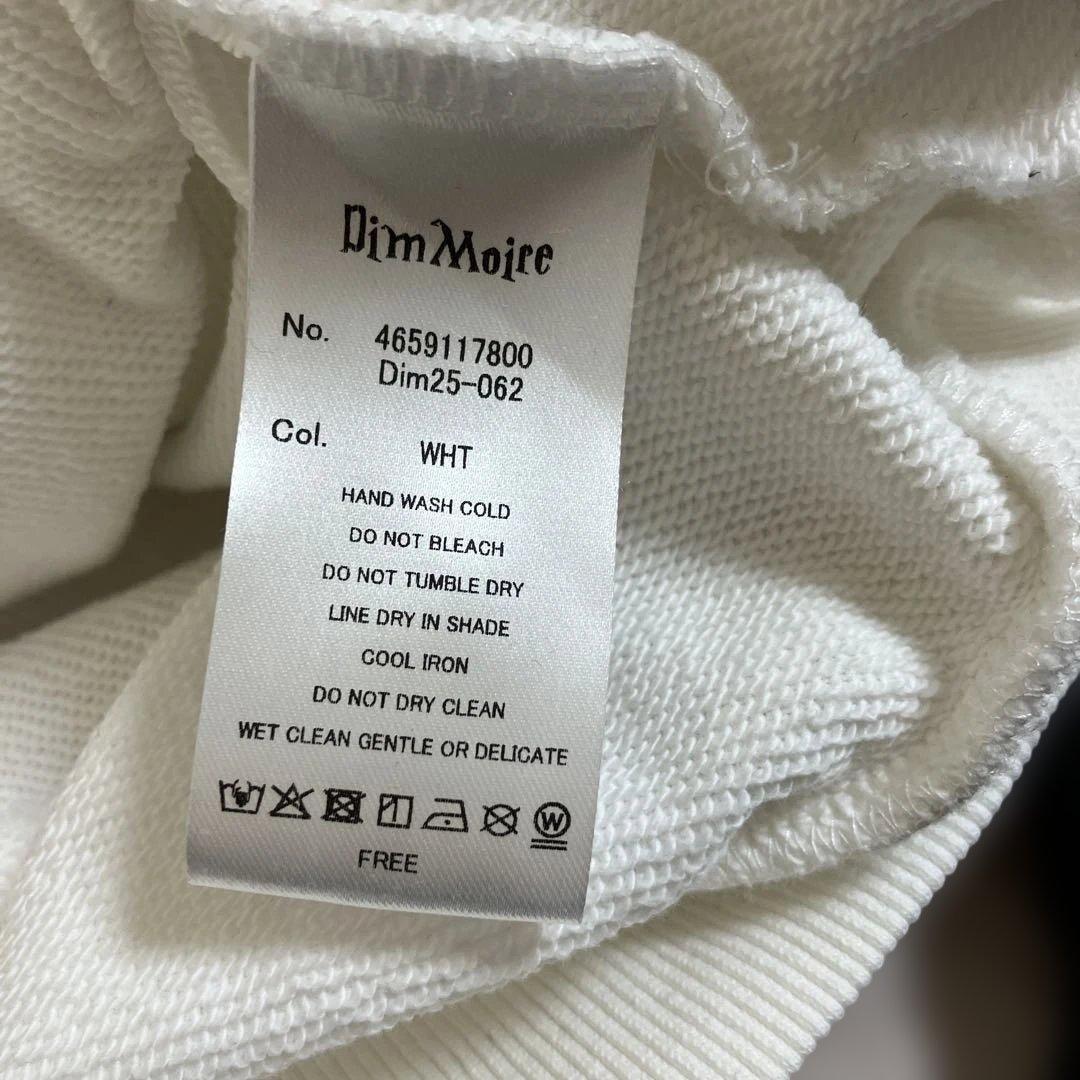 Dim Moire
No. 4659117800
Dim25-062
Col. WHT
HAND WASH COLD
DO NOT BLEACH
DO NOT TUMBLE DRY
LINE DRY IN SHADE
COOL IRON
DO NOT DRY CLEAN
WET CLEAN GENTLE OR DELICATE
W
FREE